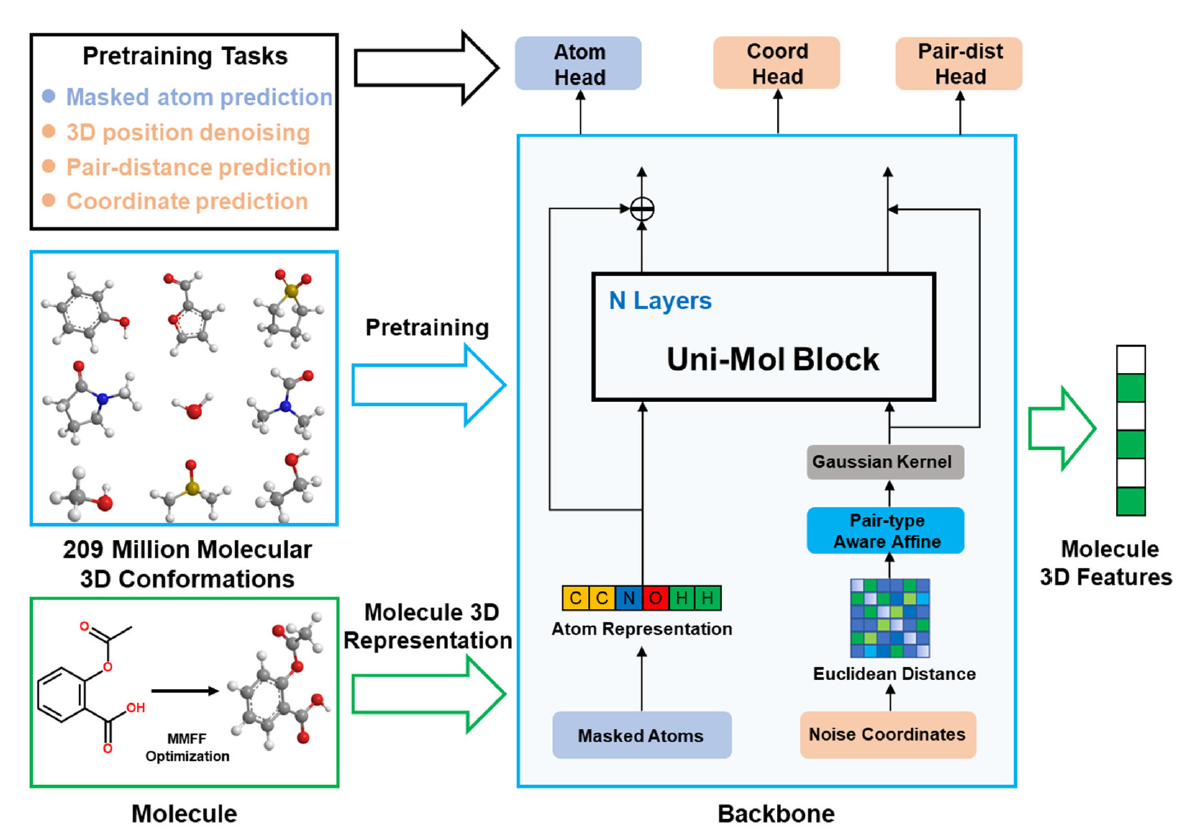 Pretraining Tasks
Masked atom prediction
3D position denoising
Pair-distance prediction
Coordinate prediction
Atom
Head
Coord
Head
Pair-dist
Head
Pretraining
209 Million Molecular
3D Conformations
N Layers
Uni-Mol Block
Gaussian Kernel
Pair-type
Aware Affine
C C N O H H
Atom Representation
Euclidean Distance
Masked Atoms
Noise Coordinates
Molecule
3D Features
Molecule 3D
Representation
O
O
OH
O
MMFF
Optimization
Molecule
Backbone